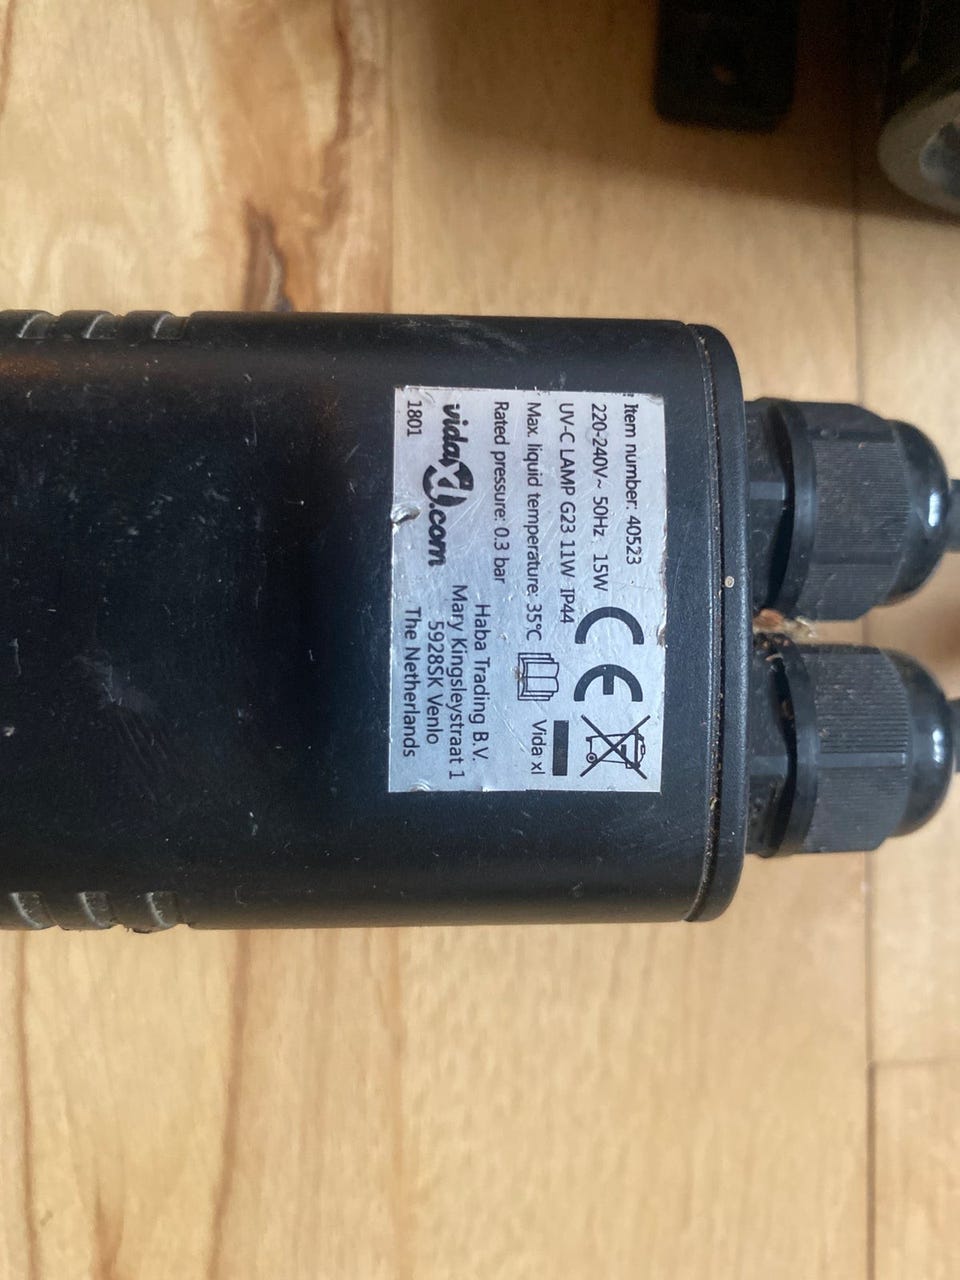 Item number: 40523
220-240V~ 50Hz 15W
UV-C LAMP G23 11W IP44
Max. liquid temperature: 35℃
Rated pressure: 0.3 bar
vidaXL.com
1801
CE
Vida xl
Haba Trading B.V.
Mary Kingsleystraat 1
5928SK Venlo
The Netherlands